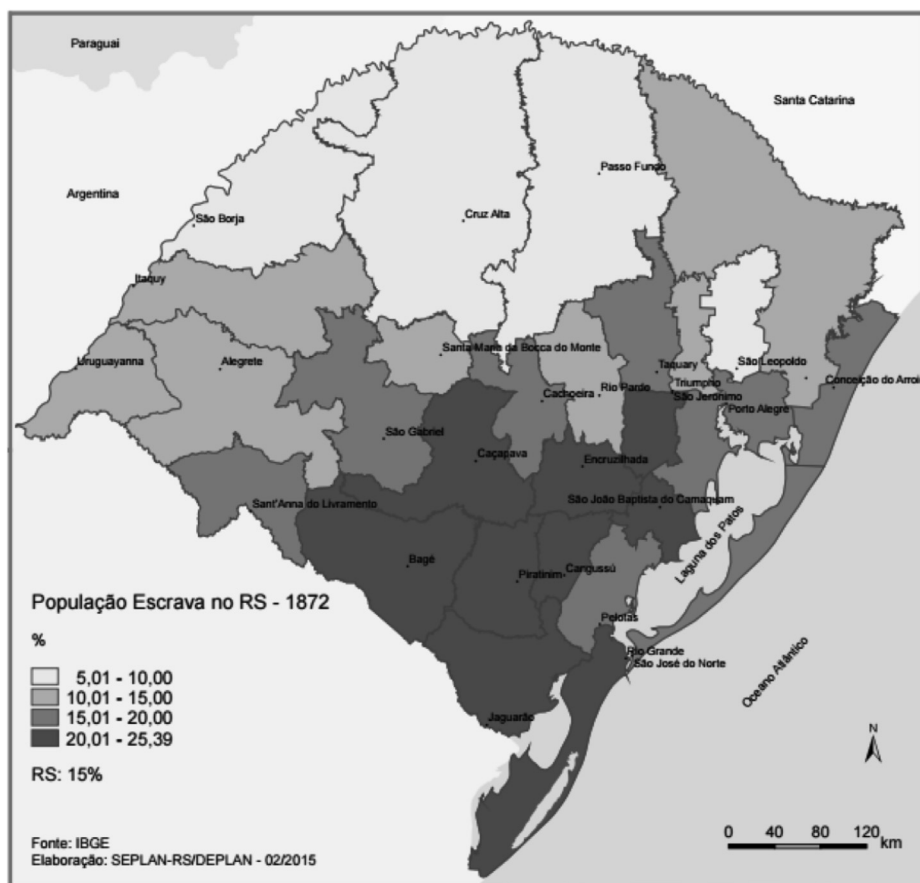 Paraguai
Santa Catarina
Argentina
Passo Fundo
São Borja
Cruz Alta
Itaquy
Uruguayanna
Alegrete
Santa Maria da Bocca do Monte
São Leopoldo
Taquary
Conceição do Arroi
Triumpho
Rio Pardo
São Jeronimo
Cachoeira
Porto Alegre
São Gabriel
Caçapava
Encruzilhada
Sant'Anna do Livramento
São João Baptista do Camaquam
Laguna dos Patos
Bagé
Piratinim
Cangussú
População Escrava no RS - 1872
Pelotas
%
Rio Grande
São José do Norte
Oceano Atlântico
5,01 - 10,00
10,01 - 15,00
15,01 - 20,00
20,01 - 25,39
Jaguarão
RS: 15%
N
Fonte: IBGE
Elaboração: SEPLAN-RS/DEPLAN - 02/2015
0 40 80 120
km